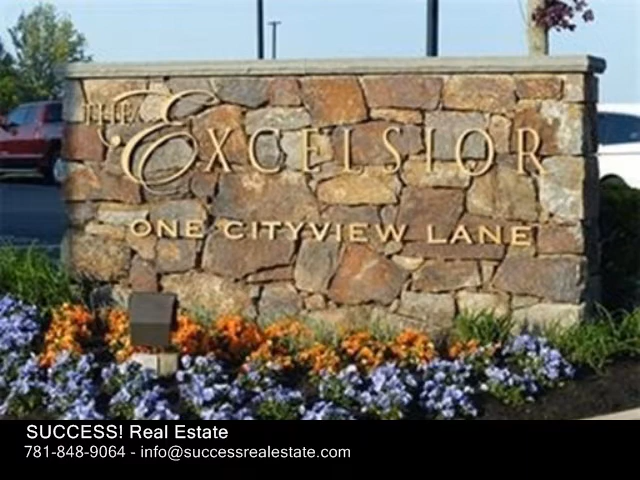 THE EXCELSIOR
ONE CITYVIEW LANE
SUCCESS! Real Estate
781-848-9064 - info@successrealestate.com